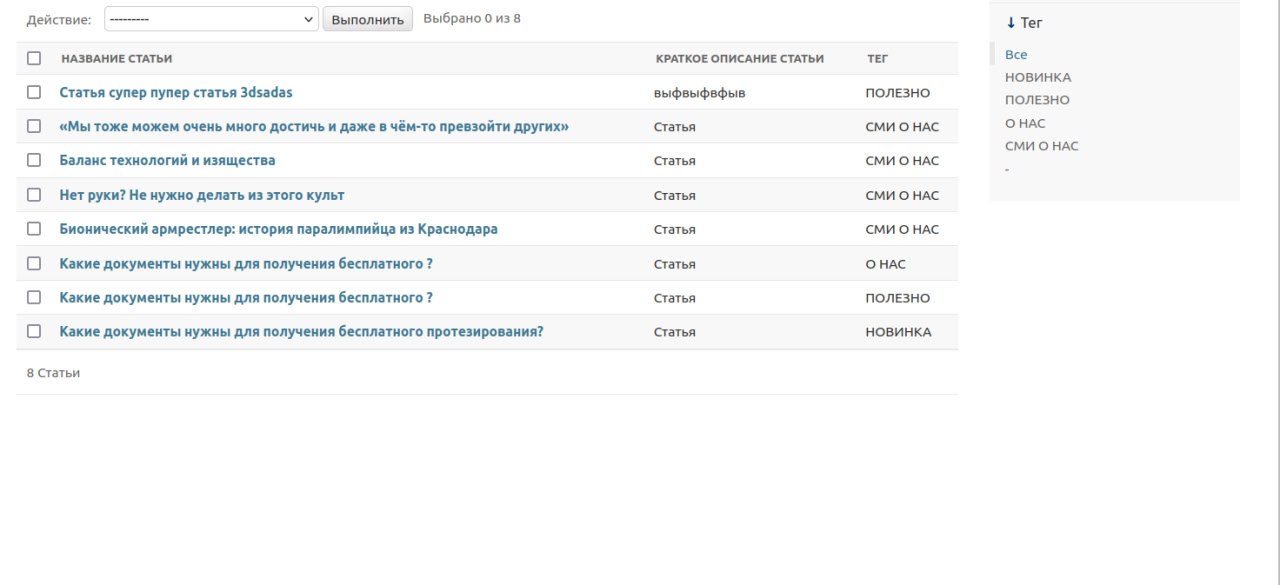 Действие: --------- Выполнить Выбрано 0 из 8
НАЗВАНИЕ СТАТЬИ КРАТКОЕ ОПИСАНИЕ СТАТЬИ ТЕГ
Статья супер пупер статья 3dsadas выфвыфвфыв ПОЛЕЗНО
«Мы тоже можем очень много достичь и даже в чём-то превзойти других» Статья СМИ О НАС
Баланс технологий и изящества Статья СМИ О НАС
Нет руки? Не нужно делать из этого культ Статья СМИ О НАС
Бионический армрестлер: история паралимпийца из Краснодара Статья СМИ О НАС
Какие документы нужны для получения бесплатного ? Статья О НАС
Какие документы нужны для получения бесплатного ? Статья ПОЛЕЗНО
Какие документы нужны для получения бесплатного протезирования? Статья НОВИНКА
8 Статьи
↓ Тег
Все
НОВИНКА
ПОЛЕЗНО
О НАС
СМИ О НАС
-